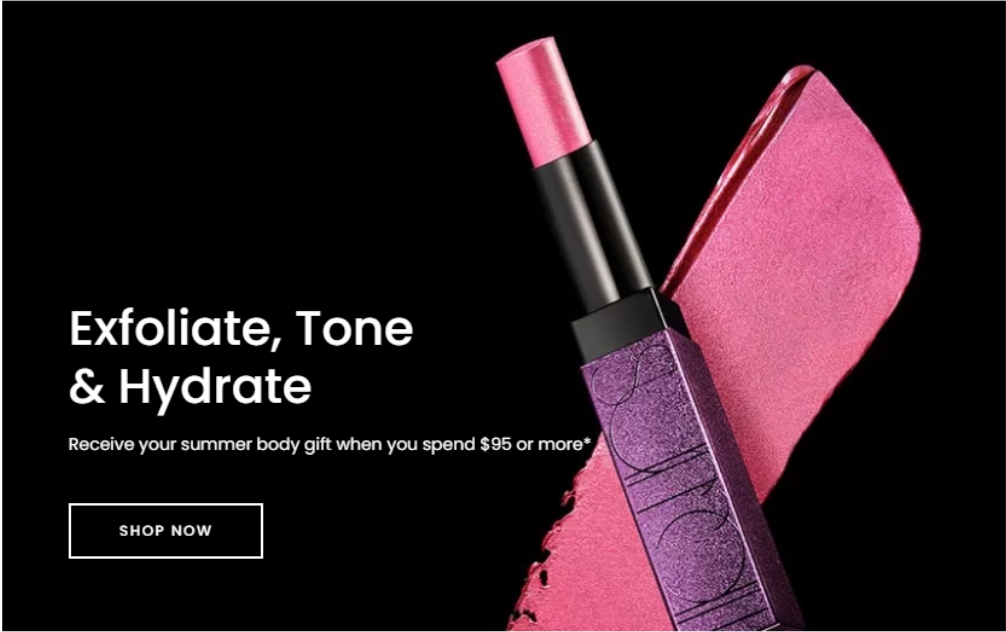 Exfoliate, Tone
& Hydrate
Receive your summer body gift when you spend $95 or more*
SHOP NOW